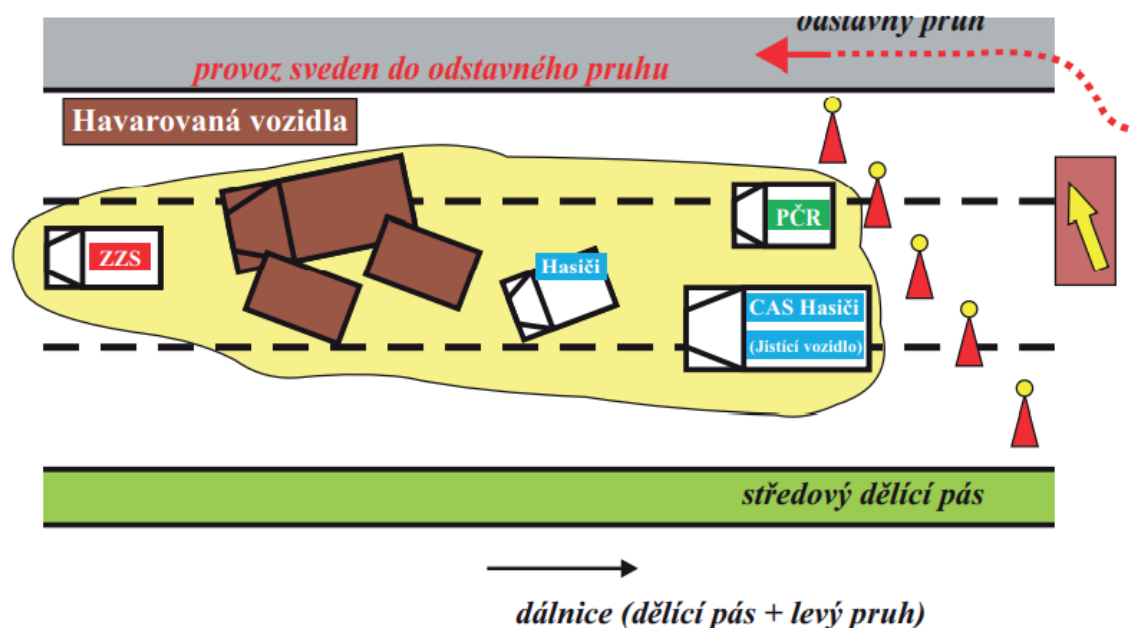 odstavný pruh
provoz sveden do odstavného pruhu
Havarovaná vozidla
PČR
ZZS
Hasiči
CAS Hasiči
(Jistící vozidlo)
středový dělící pás
dálnice (dělící pás + levý pruh)